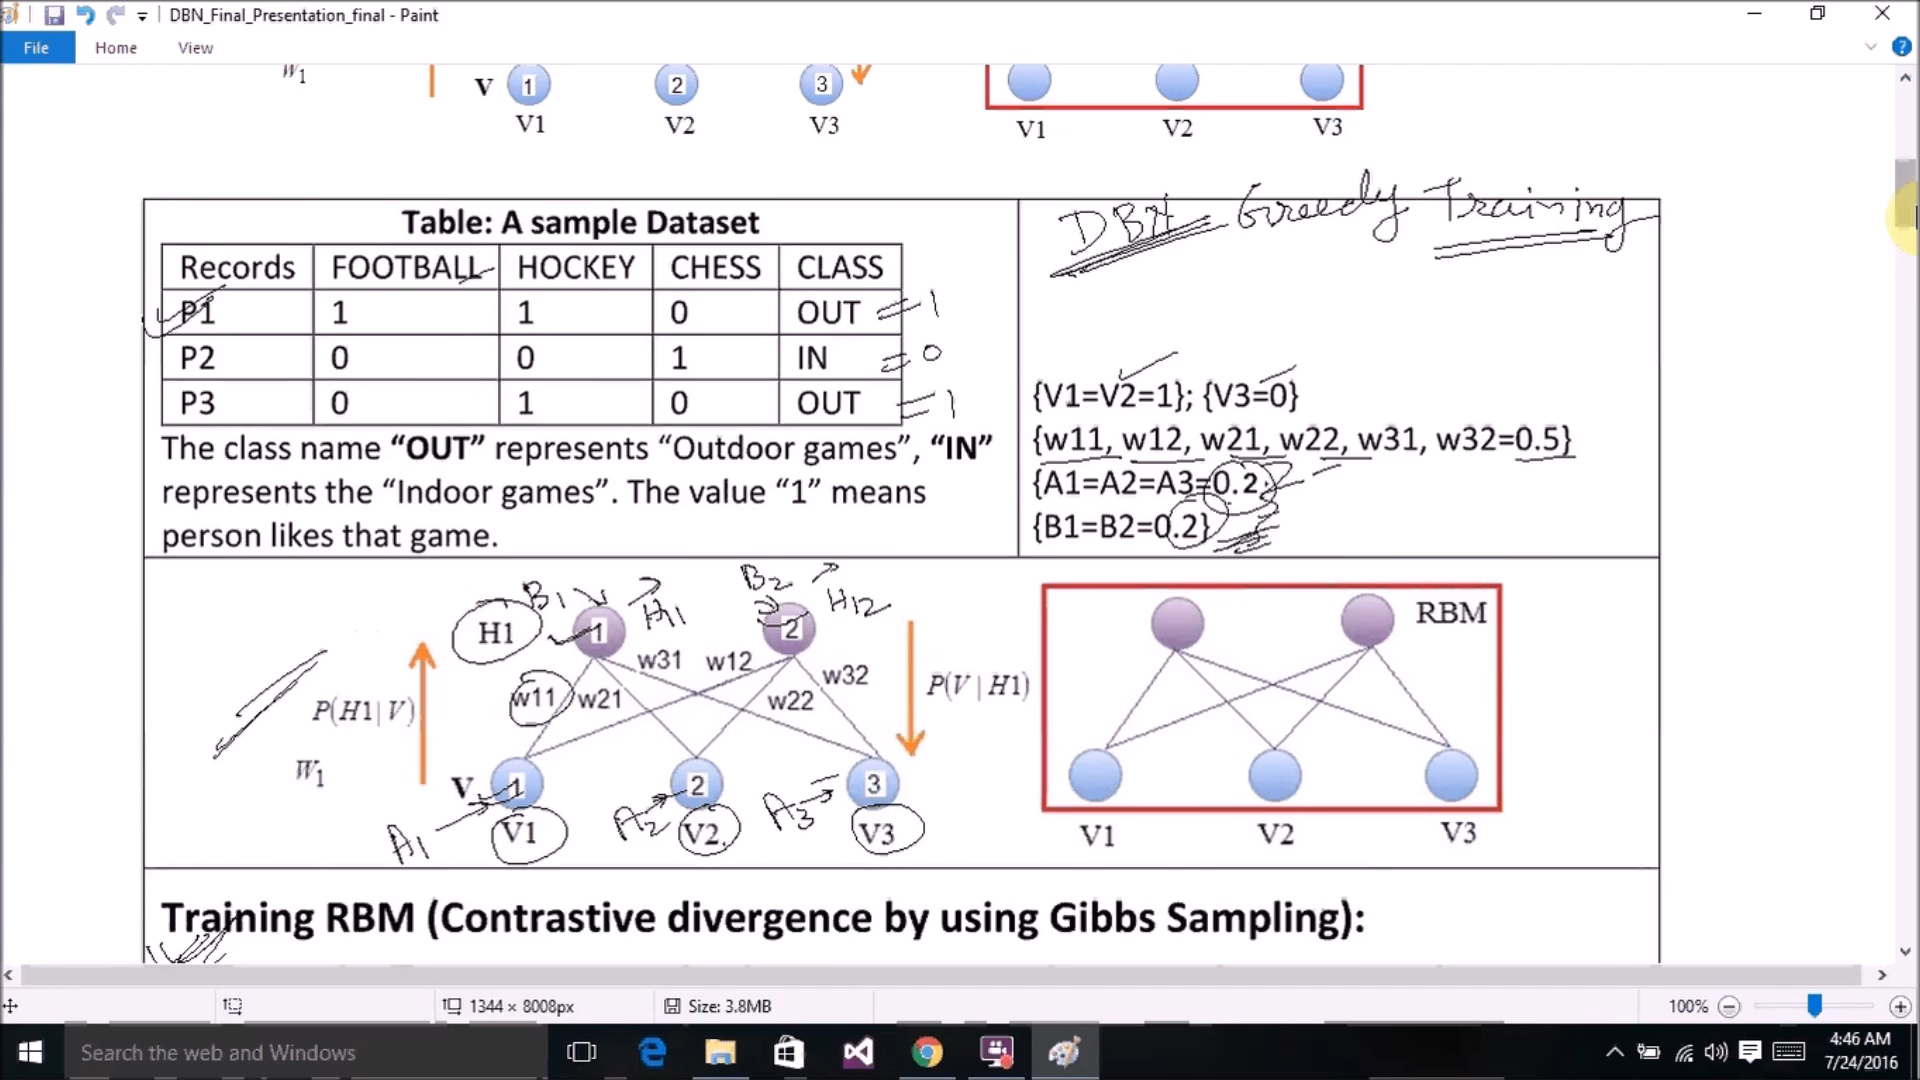 DBN_Final_Presentation_final - Paint
File Home View
W1
V 1 2 3
V1 V2 V3
V1 V2 V3
Table: A sample Dataset
Records FOOTBALL HOCKEY CHESS CLASS
P1 1 1 0 OUT = 1
P2 0 0 1 IN = 0
P3 0 1 0 OUT = 1
The class name “OUT” represents “Outdoor games”, “IN”
represents the “Indoor games”. The value “1” means
person likes that game.
DBN Greedy Training
{V1=V2=1}; {V3=0}
{w11, w12, w21, w22, w31, w32=0.5}
{A1=A2=A3=0.2;
{B1=B2=0.2}
B1 H11 B2 H12
H1 1 2
w31 w12 w32
w11 w21 w22
P(H1|V) P(V|H1)
W1
V 1 2 3
A1 V1 A2 V2 A3 V3
RBM
V1 V2 V3
Training RBM (Contrastive divergence by using Gibbs Sampling):
1344 × 8008px Size: 3.8MB 100%
Search the web and Windows
4:46 AM
7/24/2016